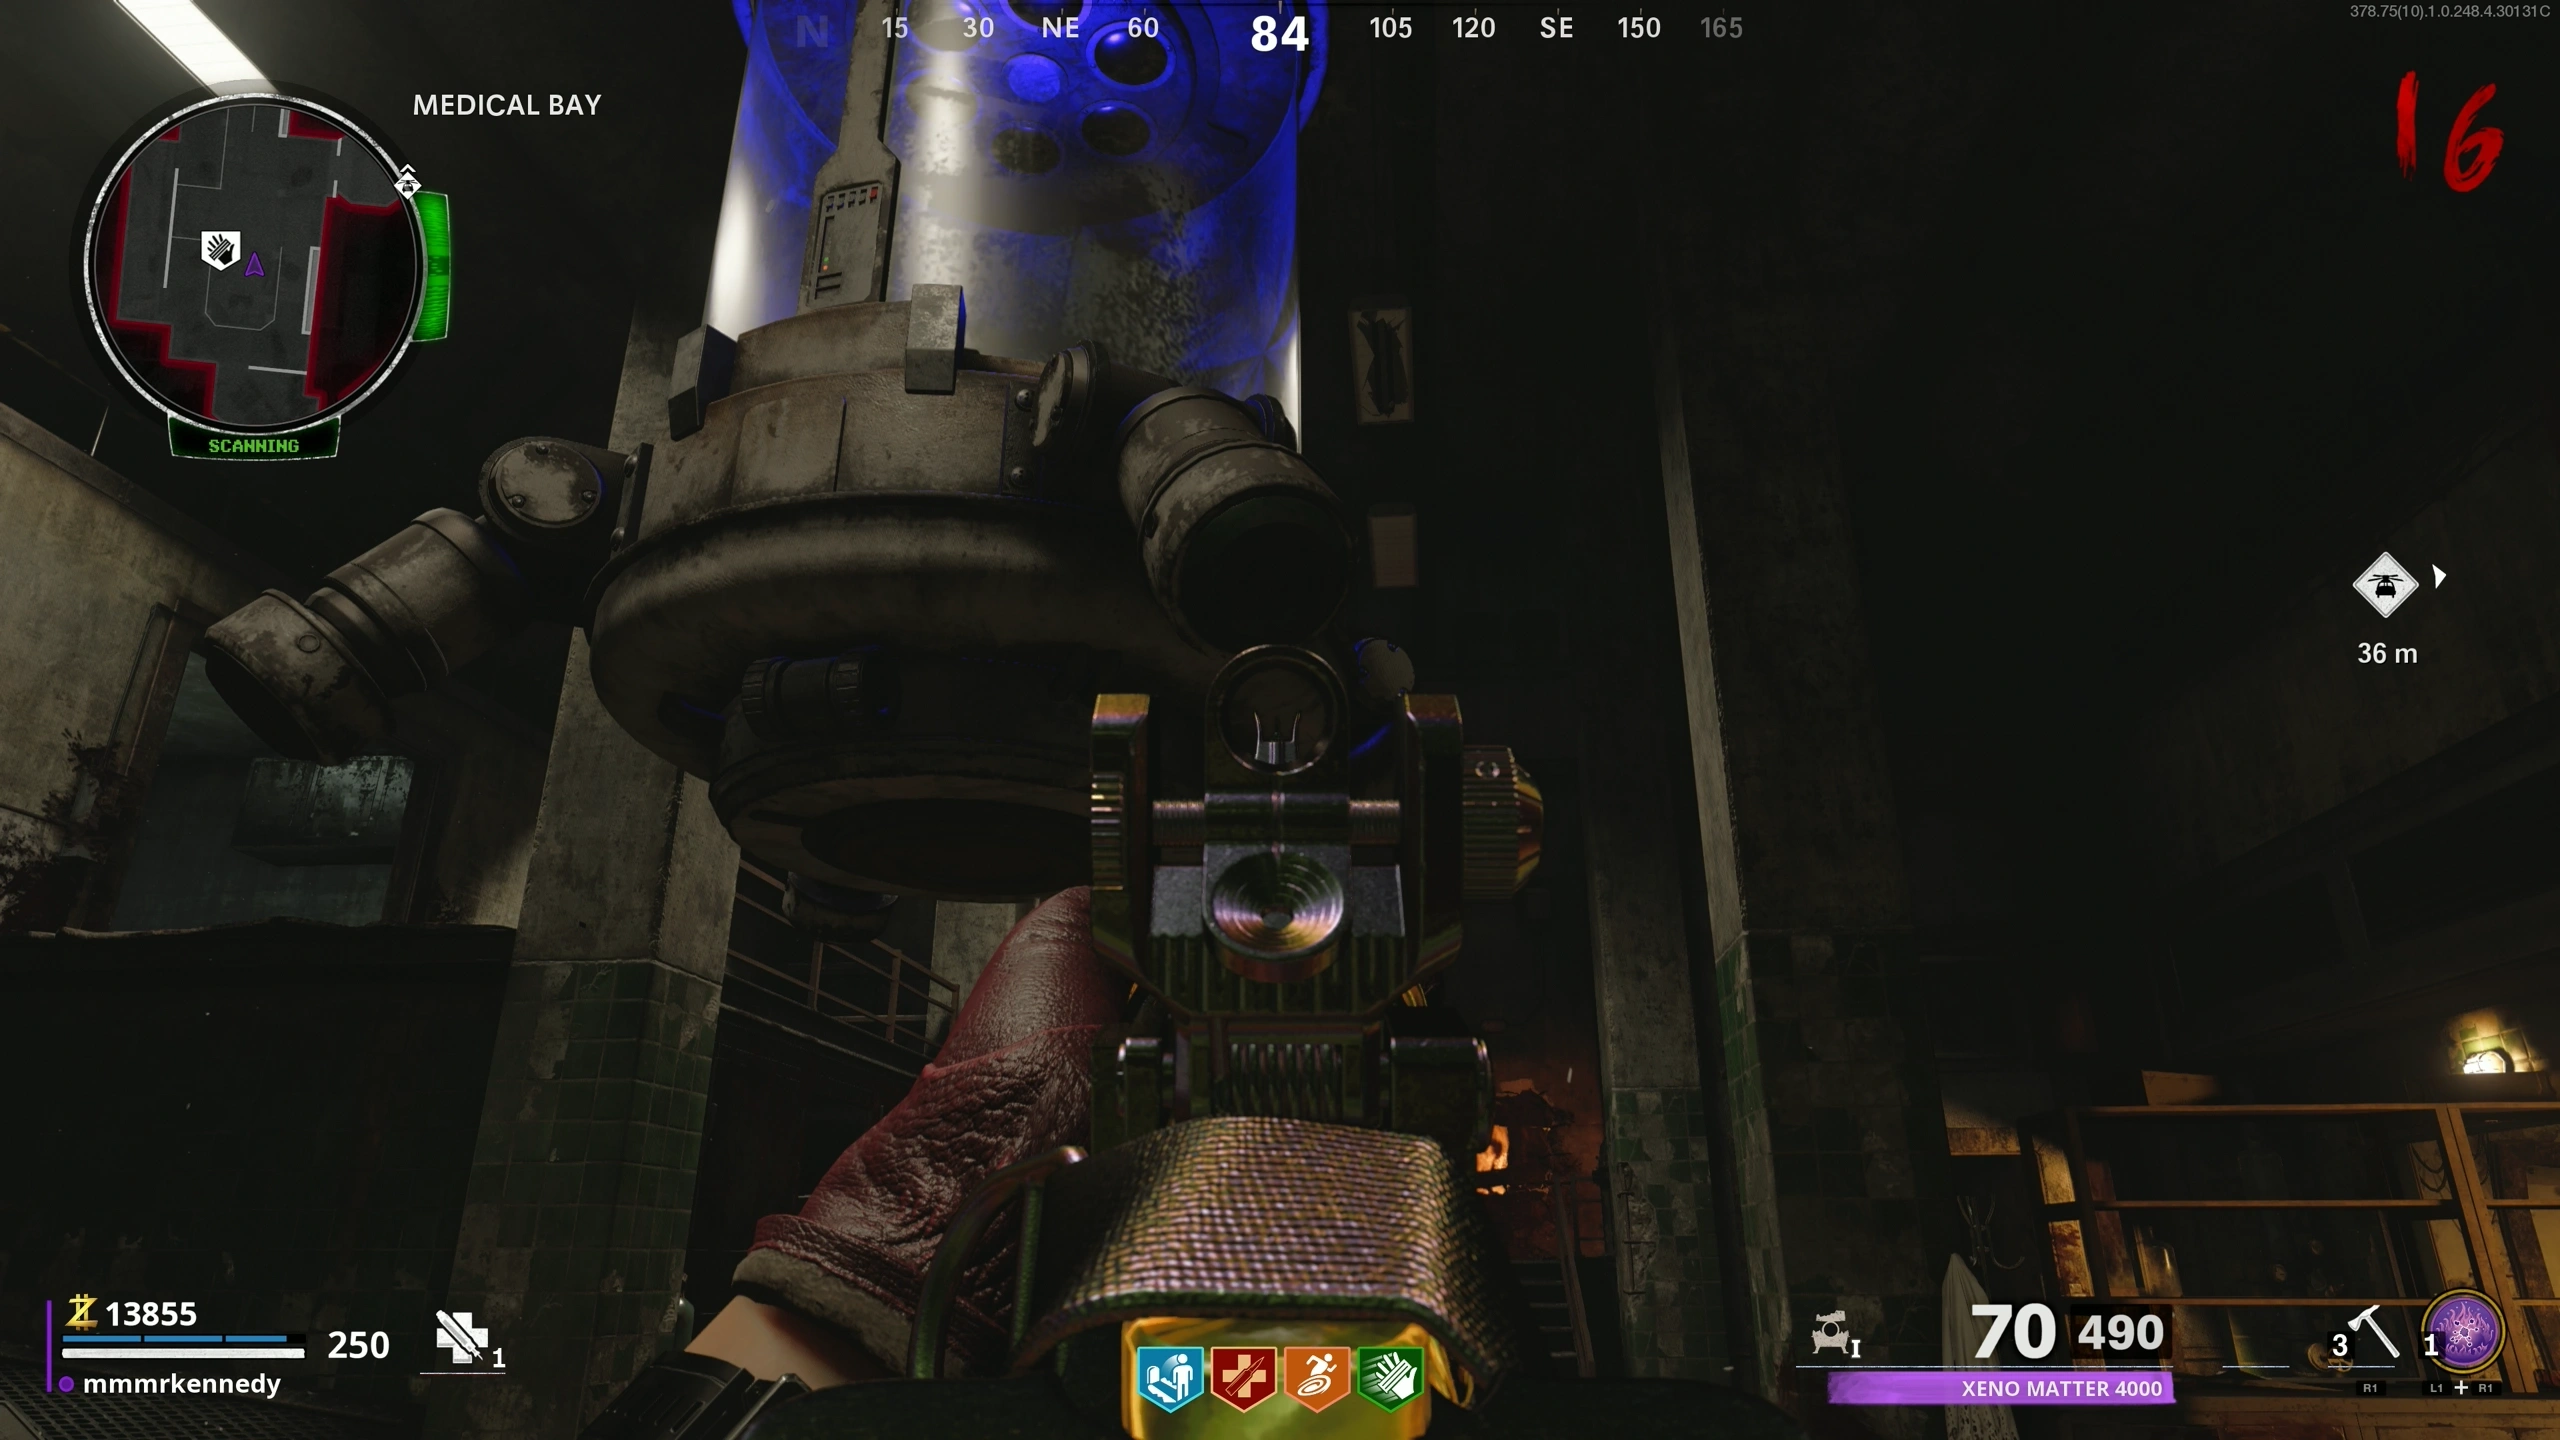 N 15 30 NE 60 84 105 120 SE 150 165
378.75(10).1.0.248.4.30131C
MEDICAL BAY
16
SCANNING
36 m
13855
250
1
mmmrkennedy
I
70 490
3
1
XENO MATTER 4000
R1
L1 + R1